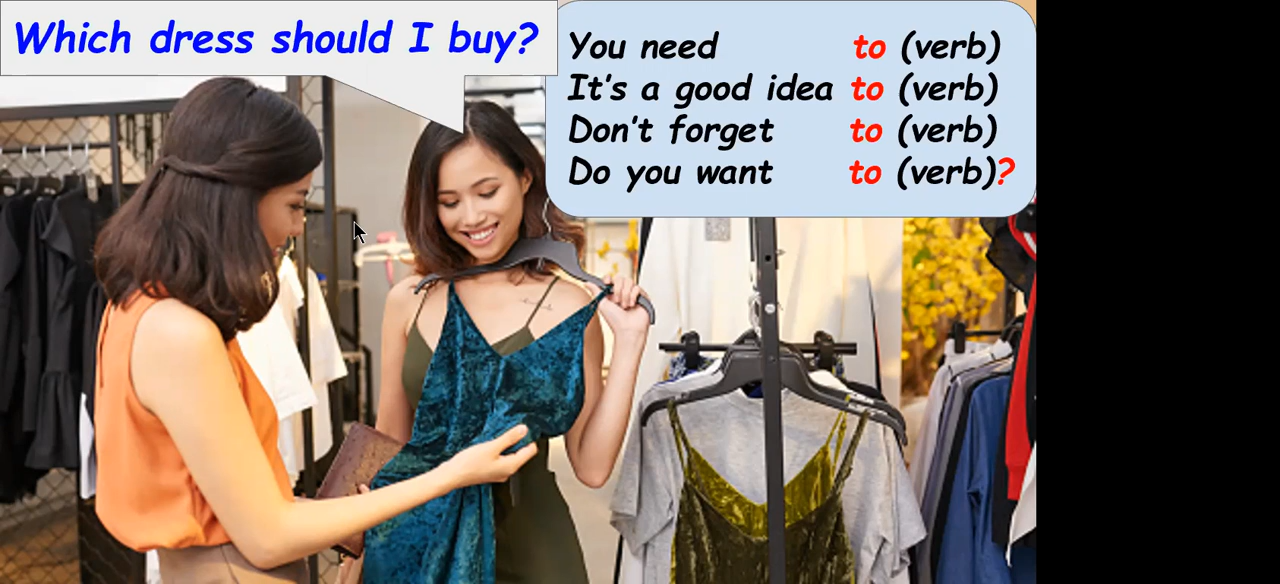 Which dress should I buy?
You need to (verb)
It's a good idea to (verb)
Don't forget to (verb)
Do you want to (verb)?